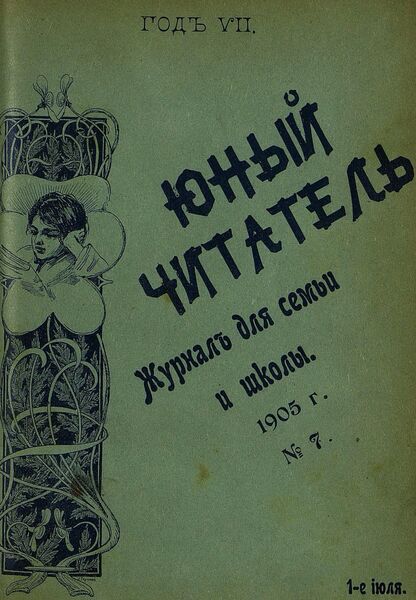 ГОДЪ VII.
ЮНЫЙ
ЧИТАТЕЛЬ
Журналъ для семьи
и школы.
1905 г.
№ 7.
1-е іюля.